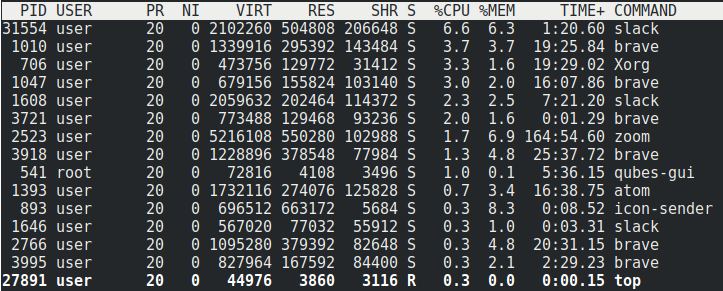 PID USER PR NI VIRT RES SHR S %CPU %MEM TIME+ COMMAND
31554 user 20 0 2102260 504808 206648 S 6.6 6.3 1:20.60 slack
1010 user 20 0 1339916 295392 143484 S 3.7 3.7 19:25.84 brave
706 user 20 0 473756 129772 31412 S 3.3 1.6 19:29.02 Xorg
1047 user 20 0 679156 155824 103140 S 3.0 2.0 16:07.86 brave
1608 user 20 0 2059632 202464 114372 S 2.3 2.5 7:21.20 slack
3721 user 20 0 773488 129468 93236 S 2.0 1.6 0:01.29 brave
2523 user 20 0 5216108 550280 102988 S 1.7 6.9 164:54.60 zoom
3918 user 20 0 1228896 378548 77984 S 1.3 4.8 25:37.72 brave
541 root 20 0 72816 4108 3496 S 1.0 0.1 5:36.15 qubes-gui
1393 user 20 0 1732116 274076 125828 S 0.7 3.4 16:38.75 atom
893 user 20 0 696512 663172 5684 S 0.3 8.3 0:08.52 icon-sender
1646 user 20 0 567020 77032 55912 S 0.3 1.0 0:03.31 slack
2766 user 20 0 1095280 379392 82648 S 0.3 4.8 20:31.15 brave
3995 user 20 0 827964 167592 84400 S 0.3 2.1 2:29.23 brave
27891 user 20 0 44976 3860 3116 R 0.3 0.0 0:00.15 top